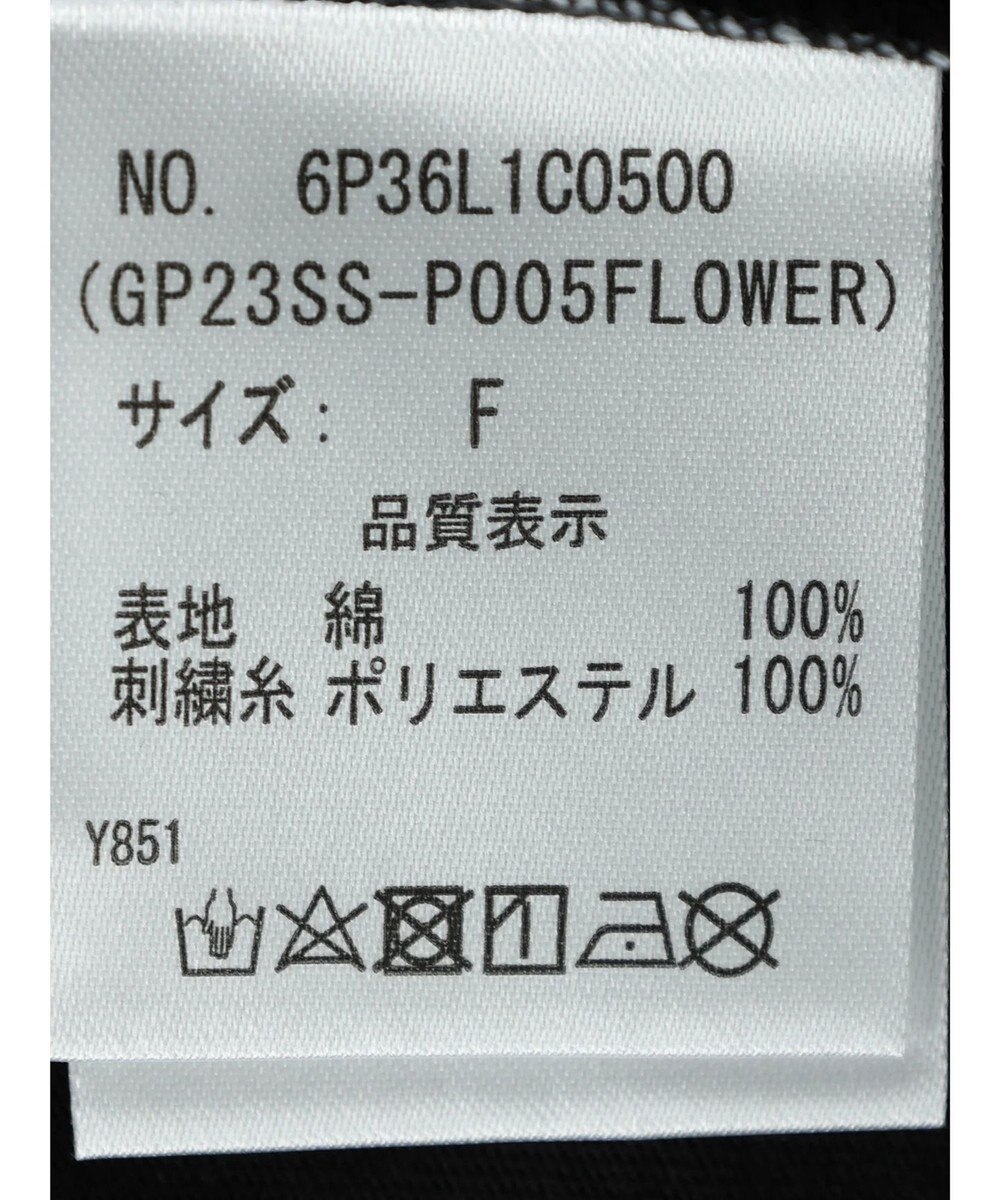 NO. 6P36L1C0500
(GP23SS-P005FLOWER)
サイズ: F
品質表示
表地 綿 100%
刺繍糸 ポリエステル 100%
Y851